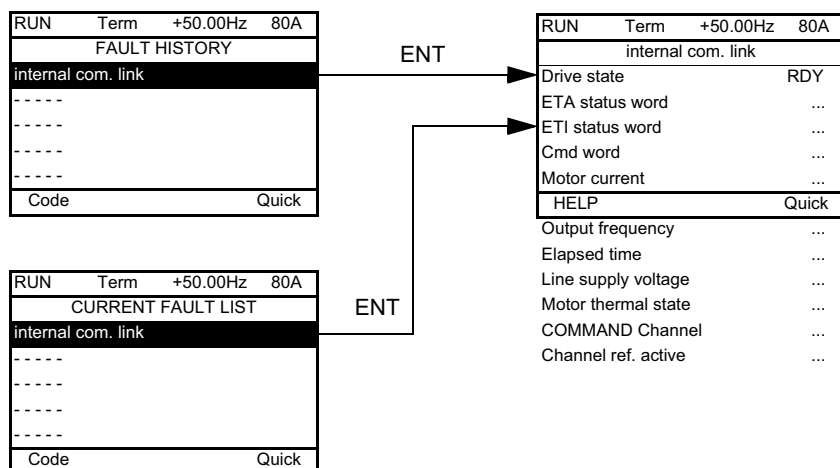 RUN Term +50.00Hz 80A
FAULT HISTORY
internal com. link
- - - - -
- - - - -
- - - - -
- - - - -
Code Quick
ENT
RUN Term +50.00Hz 80A
CURRENT FAULT LIST
internal com. link
- - - - -
- - - - -
- - - - -
- - - - -
Code Quick
ENT
RUN Term +50.00Hz 80A
internal com. link
Drive state RDY
ETA status word ...
ETI status word ...
Cmd word ...
Motor current ...
HELP Quick
Output frequency ...
Elapsed time ...
Line supply voltage ...
Motor thermal state ...
COMMAND Channel ...
Channel ref. active ...